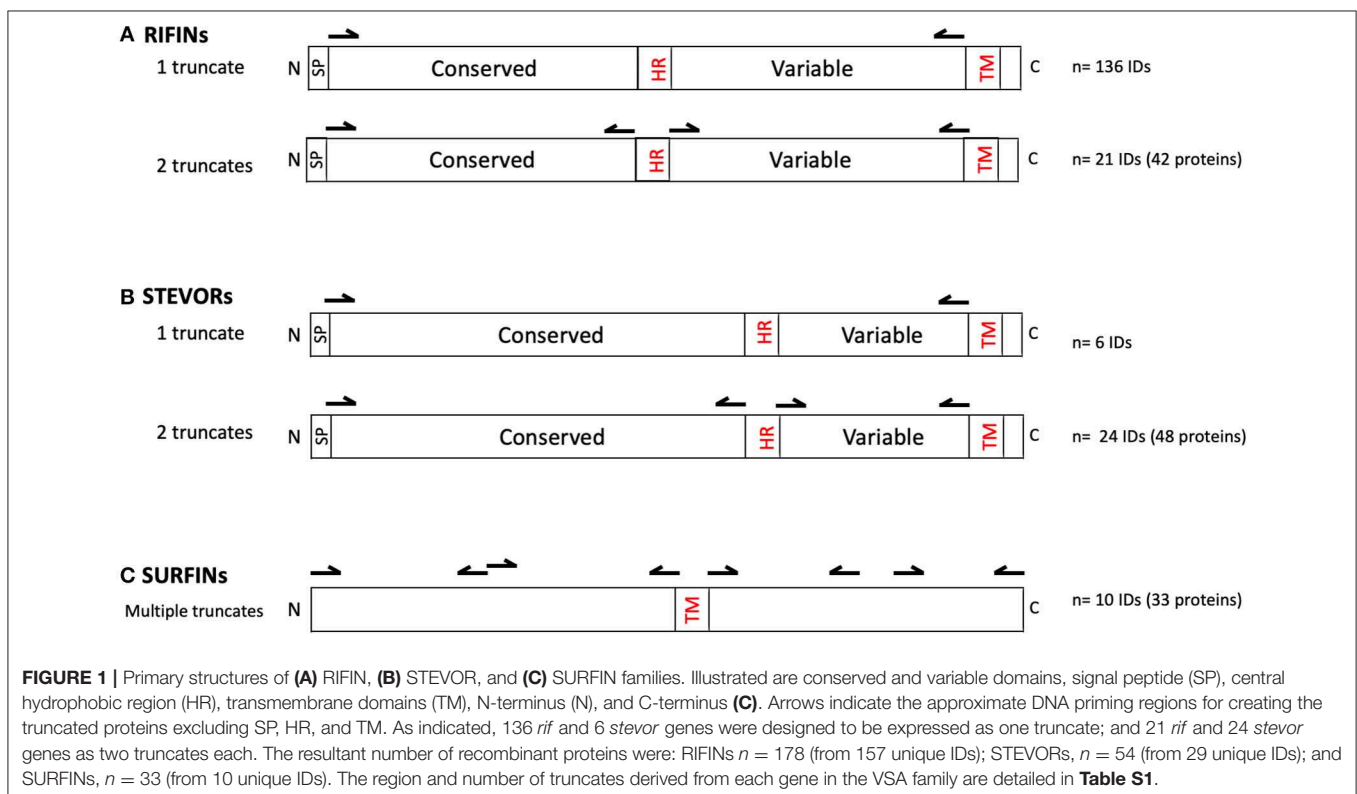 A RIFINs
1 truncate N SP Conserved HR Variable TM C n= 136 IDs
2 truncates N SP Conserved HR Variable TM C n= 21 IDs (42 proteins)
B STEVORs
1 truncate N SP Conserved HR Variable TM C n= 6 IDs
2 truncates N SP Conserved HR Variable TM C n= 24 IDs (48 proteins)
C SURFINs
Multiple truncates N TM C n= 10 IDs (33 proteins)
FIGURE 1 | Primary structures of (A) RIFIN, (B) STEVOR, and (C) SURFIN families. Illustrated are conserved and variable domains, signal peptide (SP), central
hydrophobic region (HR), transmembrane domains (TM), N-terminus (N), and C-terminus (C). Arrows indicate the approximate DNA priming regions for creating the
truncated proteins excluding SP, HR, and TM. As indicated, 136 rif and 6 stevor genes were designed to be expressed as one truncate; and 21 rif and 24 stevor
genes as two truncates each. The resultant number of recombinant proteins were: RIFINs n = 178 (from 157 unique IDs); STEVORs, n = 54 (from 29 unique IDs); and
SURFINs, n = 33 (from 10 unique IDs). The region and number of truncates derived from each gene in the VSA family are detailed in Table S1.